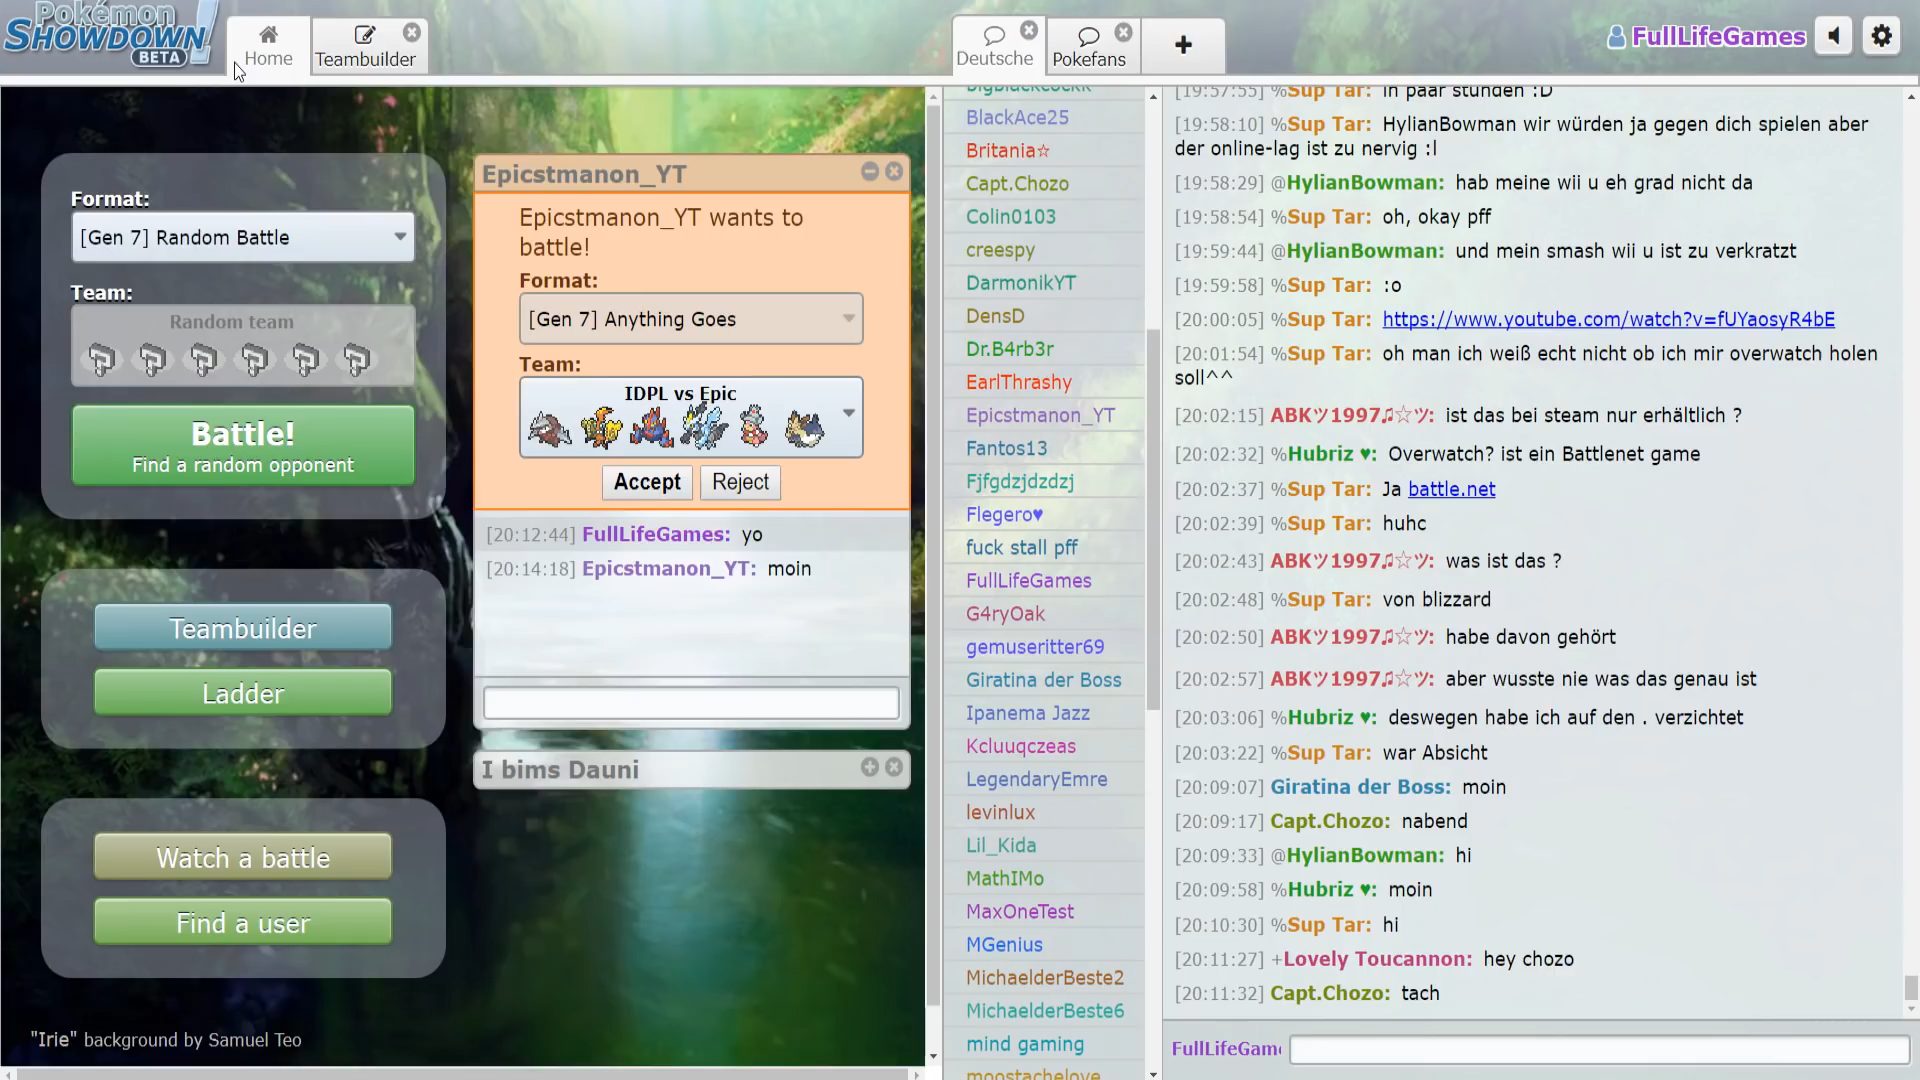 Pokémon
SHOWDOWN!
BETA
Home
Teambuilder
Deutsche
Pokefans
FullLifeGames
Format:
[Gen 7] Random Battle
Team:
Random team
Battle!
Find a random opponent
Teambuilder
Ladder
Watch a battle
Find a user
"Irie" background by Samuel Teo
Epicstmanon_YT
Epicstmanon_YT wants to
battle!
Format:
[Gen 7] Anything Goes
Team:
IDPL vs Epic
Accept
Reject
[20:12:44] FullLifeGames: yo
[20:14:18] Epicstmanon_YT: moin
I bims Dauni
BlackAce25
Britania☆
Capt.Chozo
Colin0103
creespy
DarmonikYT
DensD
Dr.B4rb3r
EarlThrashy
Epicstmanon_YT
Fantos13
Fjfgdzjdzdzj
Flegero♥
fuck stall pff
FullLifeGames
G4ryOak
gemuseritter69
Giratina der Boss
Ipanema Jazz
Kcluuqczeas
LegendaryEmre
levinlux
Lil_Kida
MathIMo
MaxOneTest
MGenius
MichaelderBeste2
MichaelderBeste6
mind gaming
moostachelove
[19:57:55] %Sup Tar: in paar stunden :D
[19:58:10] %Sup Tar: HylianBowman wir würden ja gegen dich spielen aber
der online-lag ist zu nervig :l
[19:58:29] @HylianBowman: hab meine wii u eh grad nicht da
[19:58:54] %Sup Tar: oh, okay pff
[19:59:44] @HylianBowman: und mein smash wii u ist zu verkratzt
[19:59:58] %Sup Tar: :o
[20:00:05] %Sup Tar: https://www.youtube.com/watch?v=fUYaosyR4bE
[20:01:54] %Sup Tar: oh man ich weiß echt nicht ob ich mir overwatch holen
soll^^
[20:02:15] ABKツ1997♫☆ツ: ist das bei steam nur erhältlich ?
[20:02:32] %Hubriz ♥: Overwatch? ist ein Battlenet game
[20:02:37] %Sup Tar: Ja battle.net
[20:02:39] %Sup Tar: huhc
[20:02:43] ABKツ1997♫☆ツ: was ist das ?
[20:02:48] %Sup Tar: von blizzard
[20:02:50] ABKツ1997♫☆ツ: habe davon gehört
[20:02:57] ABKツ1997♫☆ツ: aber wusste nie was das genau ist
[20:03:06] %Hubriz ♥: deswegen habe ich auf den . verzichtet
[20:03:22] %Sup Tar: war Absicht
[20:09:07] Giratina der Boss: moin
[20:09:17] Capt.Chozo: nabend
[20:09:33] @HylianBowman: hi
[20:09:58] %Hubriz ♥: moin
[20:10:30] %Sup Tar: hi
[20:11:27] +Lovely Toucannon: hey chozo
[20:11:32] Capt.Chozo: tach
FullLifeGame